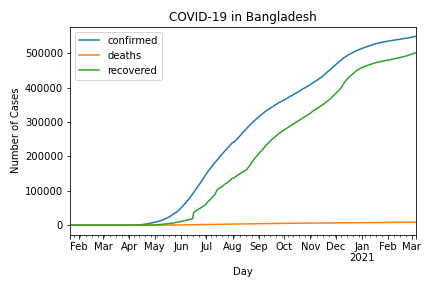 COVID-19 in Bangladesh
confirmed
deaths
recovered
Number of Cases
500000
400000
300000
200000
100000
0
Feb Mar Apr May Jun Jul Aug Sep Oct Nov Dec Jan Feb Mar
2021
Day